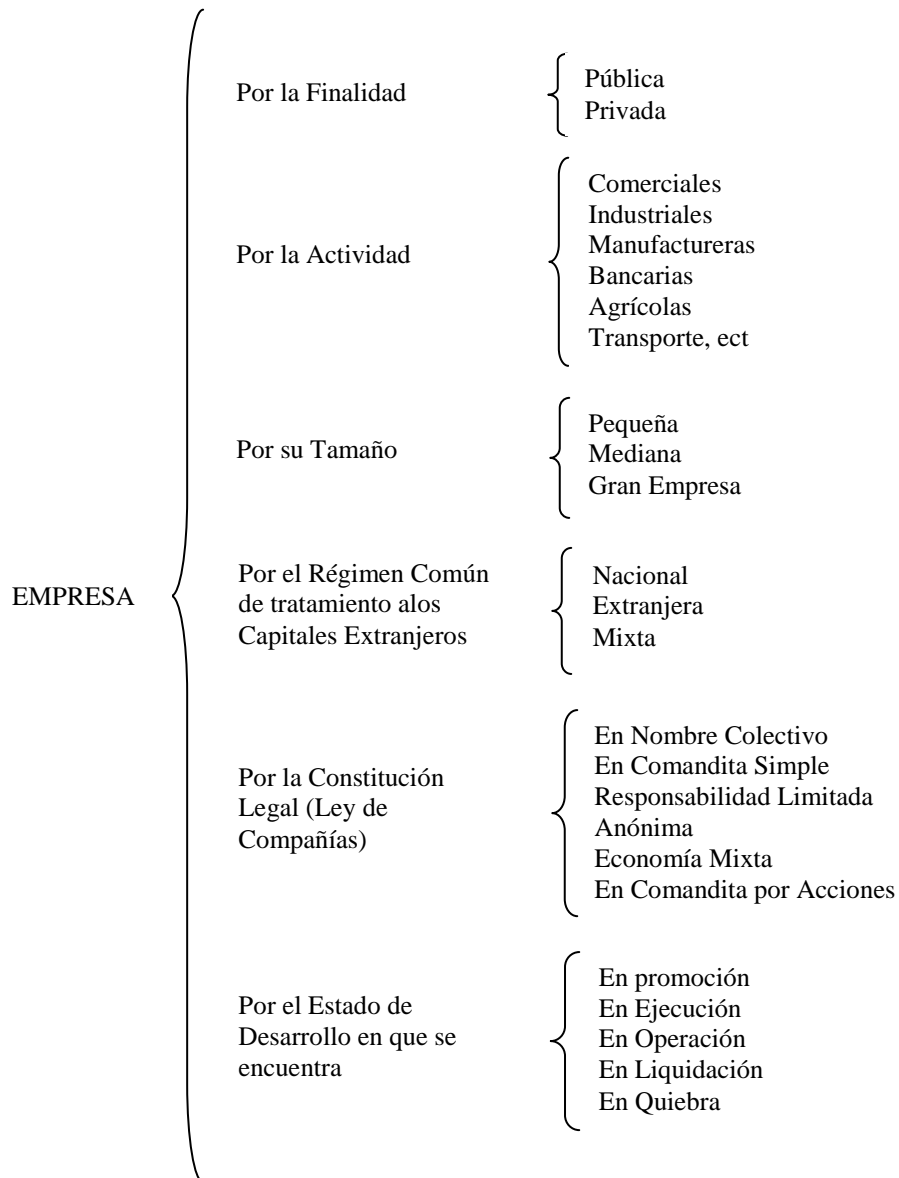 EMPRESA
Por la Finalidad
Pública
Privada
Por la Actividad
Comerciales
Industriales
Manufactureras
Bancarias
Agrícolas
Transporte, ect
Por su Tamaño
Pequeña
Mediana
Gran Empresa
Por el Régimen Común
de tratamiento alos
Capitales Extranjeros
Nacional
Extranjera
Mixta
Por la Constitución
Legal (Ley de
Compañías)
En Nombre Colectivo
En Comandita Simple
Responsabilidad Limitada
Anónima
Economía Mixta
En Comandita por Acciones
Por el Estado de
Desarrollo en que se
encuentra
En promoción
En Ejecución
En Operación
En Liquidación
En Quiebra